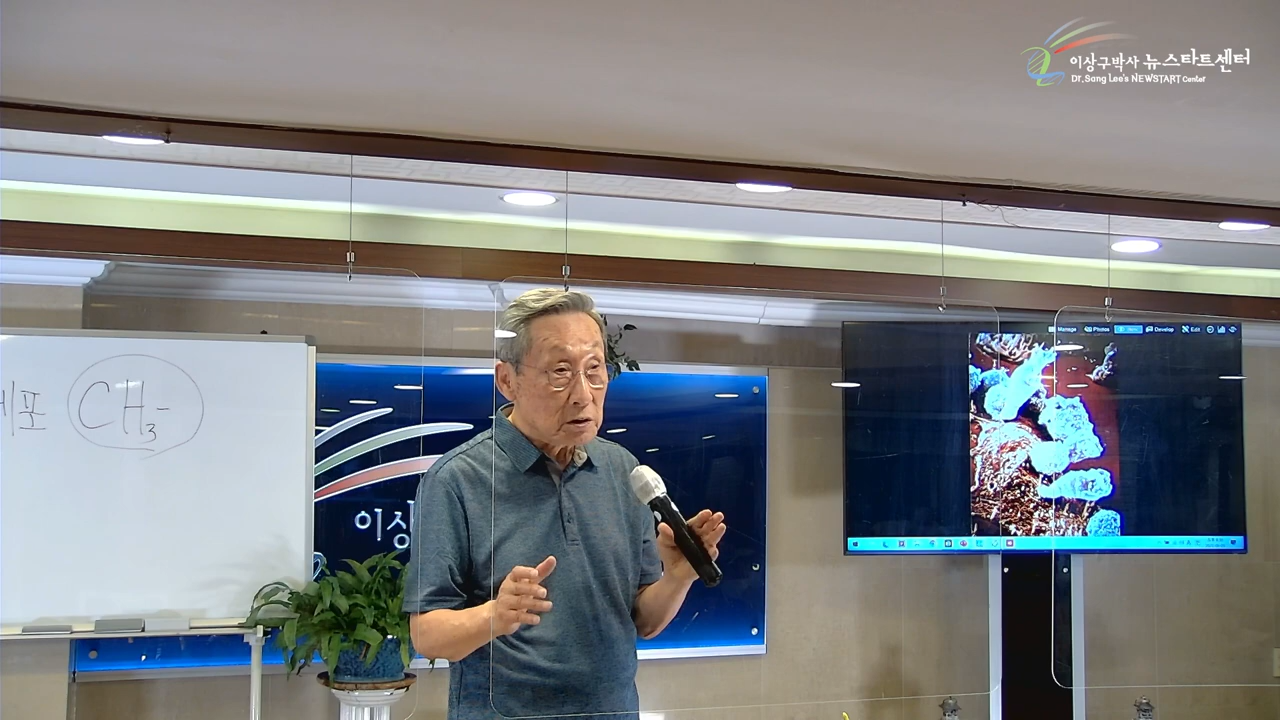 이상구박사 뉴스타트센터
Dr. Sang Lee's NEWSTART Center
Manage
Photos
View
Develop
Edit
포 CH₃-
이상